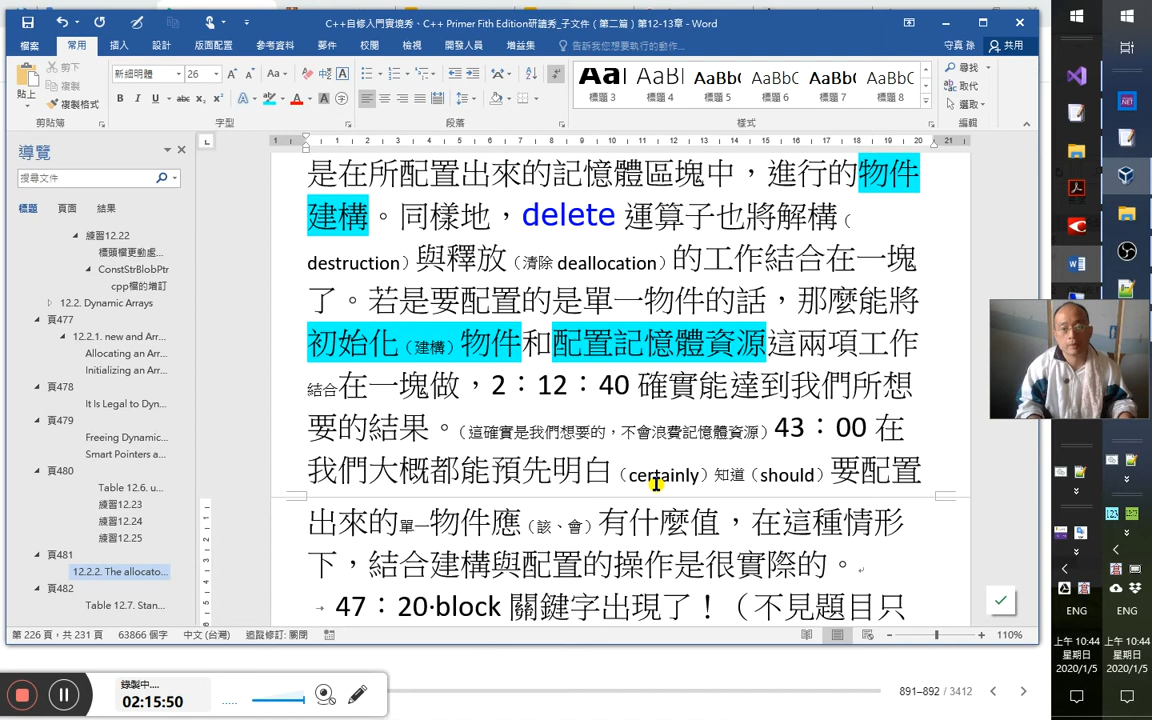 C++自修入門實境秀、C++ Primer Fith Edition研讀秀_子文件（第二篇）第12-13章 - Word
檔案 常用 插入 設計 版面配置 參考資料 郵件 校閱 檢視 開發人員 增益集 告訴我您想要執行的動作... 守真 孫 共用
貼上
剪下
複製
複製格式
新細明體 26
標題 3 標題 4 標題 5 標題 6 標題 7 標題 8
尋找
取代
選取
剪貼簿 字型 段落 樣式 編輯
導覽
搜尋文件
標題 頁面 結果
練習12.22
標頭檔更動處...
ConstStrBlobPtr
cpp檔的增訂
12.2. Dynamic Arrays
頁477
12.2.1. new and Arr...
Allocating an Arr...
Initializing an Arr...
頁478
It Is Legal to Dyn...
頁479
Freeing Dynamic...
Smart Pointers a...
頁480
Table 12.6. u...
練習12.23
練習12.24
練習12.25
頁481
12.2.2. The allocato...
頁482
Table 12.7. Stan...
是在所配置出來的記憶體區塊中，進行的物件
建構。同樣地，delete 運算子也將解構（
destruction）與釋放（清除 deallocation）的工作結合在一塊
了。若是要配置的是單一物件的話，那麼能將
初始化（建構）物件和配置記憶體資源這兩項工作
結合在一塊做，2：12：40 確實能達到我們所想
要的結果。（這確實是我們想要的，不會浪費記憶體資源）43：00 在
我們大概都能預先明白（certainly）知道（should）要配置
出來的單一物件應（該、會）有什麼值，在這種情形
下，結合建構與配置的操作是很實際的。
47：20·block 關鍵字出現了！（不見題目只
第 226 頁，共 231 頁 63866 個字 中文 (台灣) 追蹤修訂: 關閉 110%
錄製中....
02:15:50
891–892 / 3412
ENG ENG
上午 10:44 上午 10:44
星期日 星期日
2020/1/5 2020/1/5